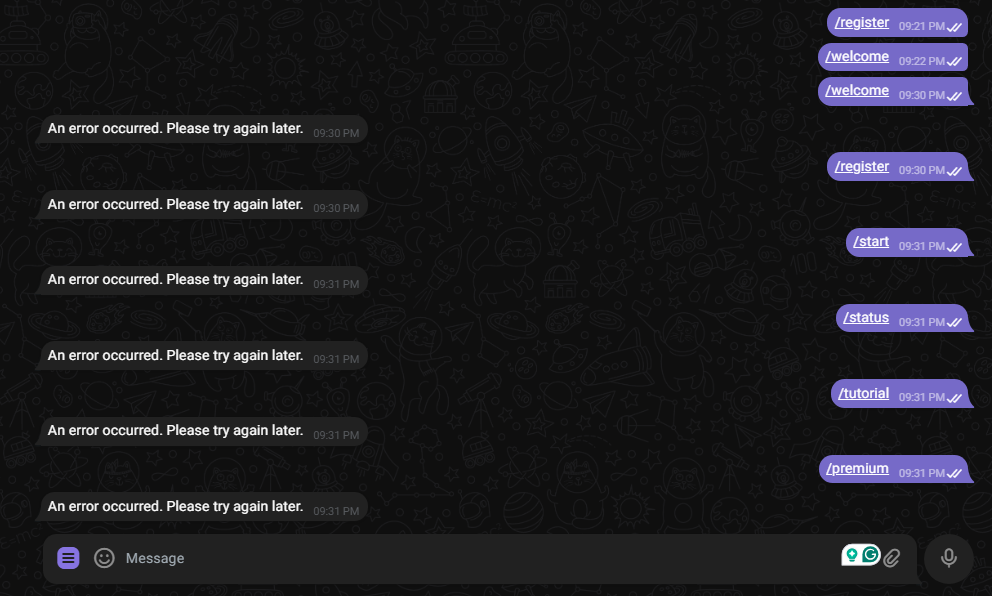 /register 09:21 PM
/welcome 09:22 PM
/welcome 09:30 PM
An error occurred. Please try again later. 09:30 PM
/register 09:30 PM
An error occurred. Please try again later. 09:30 PM
/start 09:31 PM
An error occurred. Please try again later. 09:31 PM
/status 09:31 PM
An error occurred. Please try again later. 09:31 PM
/tutorial 09:31 PM
An error occurred. Please try again later. 09:31 PM
/premium 09:31 PM
An error occurred. Please try again later. 09:31 PM
Message